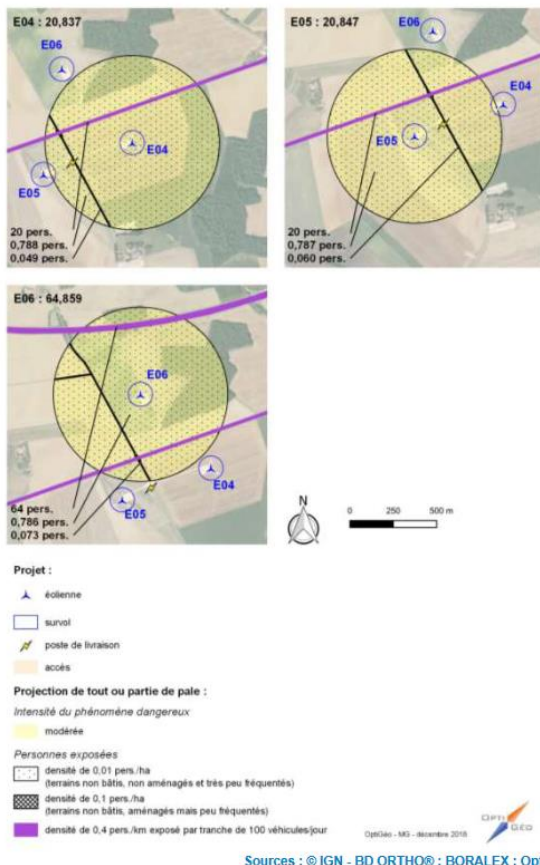 E04 : 20,837
E06
E04
E05
20 pers.
0,788 pers.
0,049 pers.
E05 : 20,847
E06
E04
E05
20 pers.
0,787 pers.
0,060 pers.
E06 : 64,859
E06
E04
E05
64 pers.
0,786 pers.
0,073 pers.
N
0 250 500 m
Projet :
éolienne
survol
poste de livraison
accès
Projection de tout ou partie de pale :
Intensité du phénomène dangereux
modérée
Personnes exposées
densité de 0,01 pers./ha
(terrains non bâtis, non aménagés et très peu fréquentés)
densité de 0,1 pers./ha
(terrains non bâtis, aménagés mais peu fréquentés)
densité de 0,4 pers./km exposé par tranche de 100 véhicules/jour
OptiGéo - MG - décembre 2018
OPTI GÉO
Sources : © IGN - BD ORTHO® ; BORALEX ; Op